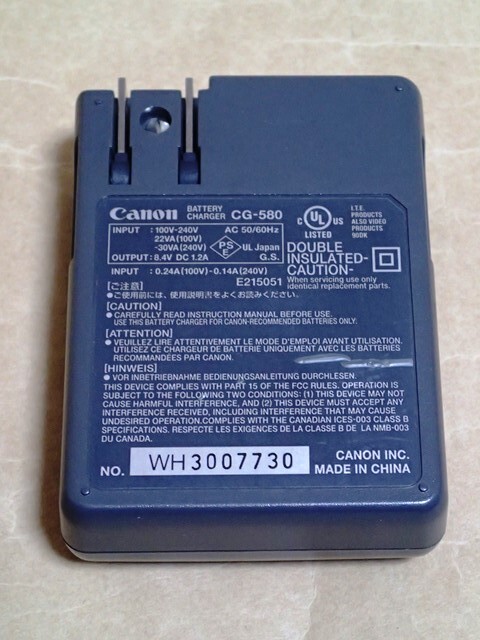 Canon BATTERY CHARGER CG-580
INPUT : 100V-240V AC 50/60Hz
22VA(100V)
-30VA(240V)
OUTPUT: 8.4V DC 1.2A
PS E UL Japan G.S.
INPUT : 0.24A(100V)-0.14A(240V)
E215051
C UL US LISTED
I.T.E. PRODUCTS
ALSO VIDEO
PRODUCTS
90DK
DOUBLE
INSULATED-
-CAUTION-
When servicing use only
identical replacement parts.
[ご注意]
●ご使用前には、使用説明書をよくお読みください。
[CAUTION]
● CAREFULLY READ INSTRUCTION MANUAL BEFORE USE.
USE THIS BATTERY CHARGER FOR CANON-RECOMMENDED BATTERIES ONLY.
[ATTENTION]
● VEUILLEZ LIRE ATTENTIVEMENT LE MODE D'EMPLOI AVANT UTILISATION.
UTILISEZ CE CHARGEUR DE BATTERIE UNIQUEMENT AVEC LES BATTERIES
RECOMMANDÉES PAR CANON.
[HINWEIS]
● VOR INBETRIEBNAHME BEDIENUNGSANLEITUNG DURCHLESEN.
THIS DEVICE COMPLIES WITH PART 15 OF THE FCC RULES. OPERATION IS
SUBJECT TO THE FOLLOWING TWO CONDITIONS: (1) THIS DEVICE MAY NOT
CAUSE HARMFUL INTERFERENCE, AND (2) THIS DEVICE MUST ACCEPT ANY
INTERFERENCE RECEIVED, INCLUDING INTERFERENCE THAT MAY CAUSE
UNDESIRED OPERATION.COMPLIES WITH THE CANADIAN ICES-003 CLASS B
SPECIFICATIONS. RESPECTE LES EXIGENCES DE LA CLASSE B DE LA NMB-003
DU CANADA.
NO. WH3007730
CANON INC.
MADE IN CHINA